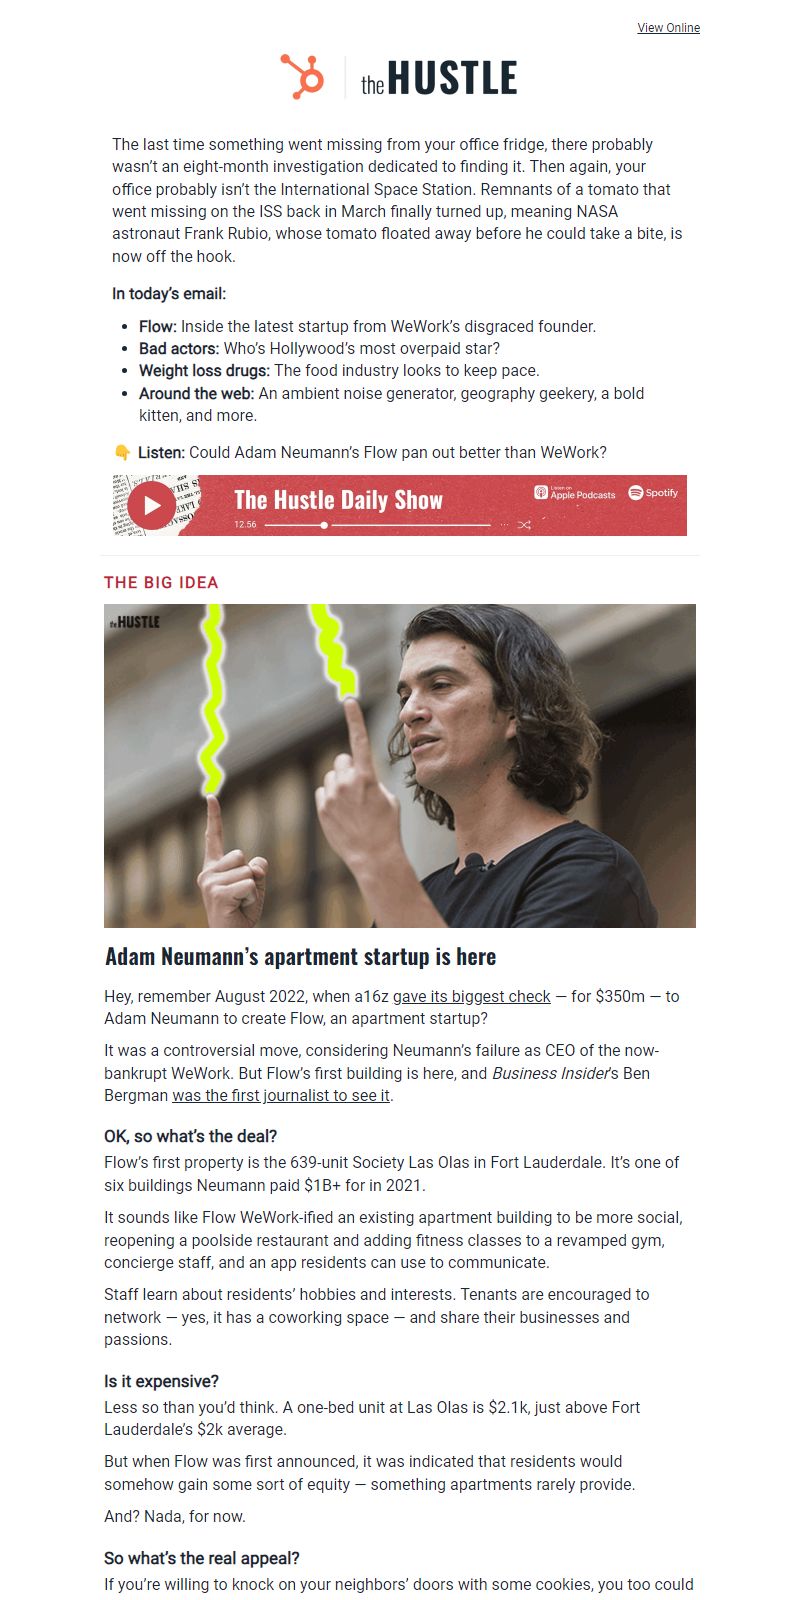 View Online
the HUSTLE
The last time something went missing from your office fridge, there probably
wasn’t an eight-month investigation dedicated to finding it. Then again, your
office probably isn’t the International Space Station. Remnants of a tomato that
went missing on the ISS back in March finally turned up, meaning NASA
astronaut Frank Rubio, whose tomato floated away before he could take a bite, is
now off the hook.
In today’s email:
• Flow: Inside the latest startup from WeWork’s disgraced founder.
• Bad actors: Who’s Hollywood’s most overpaid star?
• Weight loss drugs: The food industry looks to keep pace.
• Around the web: An ambient noise generator, geography geekery, a bold
kitten, and more.
👇 Listen: Could Adam Neumann’s Flow pan out better than WeWork?
The Hustle Daily Show
Listen on
Apple Podcasts
Spotify
12.56
THE BIG IDEA
the HUSTLE
Adam Neumann’s apartment startup is here
Hey, remember August 2022, when a16z gave its biggest check — for $350m — to
Adam Neumann to create Flow, an apartment startup?
It was a controversial move, considering Neumann’s failure as CEO of the now-
bankrupt WeWork. But Flow’s first building is here, and Business Insider’s Ben
Bergman was the first journalist to see it.
OK, so what’s the deal?
Flow’s first property is the 639-unit Society Las Olas in Fort Lauderdale. It’s one of
six buildings Neumann paid $1B+ for in 2021.
It sounds like Flow WeWork-ified an existing apartment building to be more social,
reopening a poolside restaurant and adding fitness classes to a revamped gym,
concierge staff, and an app residents can use to communicate.
Staff learn about residents’ hobbies and interests. Tenants are encouraged to
network — yes, it has a coworking space — and share their businesses and
passions.
Is it expensive?
Less so than you’d think. A one-bed unit at Las Olas is $2.1k, just above Fort
Lauderdale’s $2k average.
But when Flow was first announced, it was indicated that residents would
somehow gain some sort of equity — something apartments rarely provide.
And? Nada, for now.
So what’s the real appeal?
If you’re willing to knock on your neighbors’ doors with some cookies, you too could